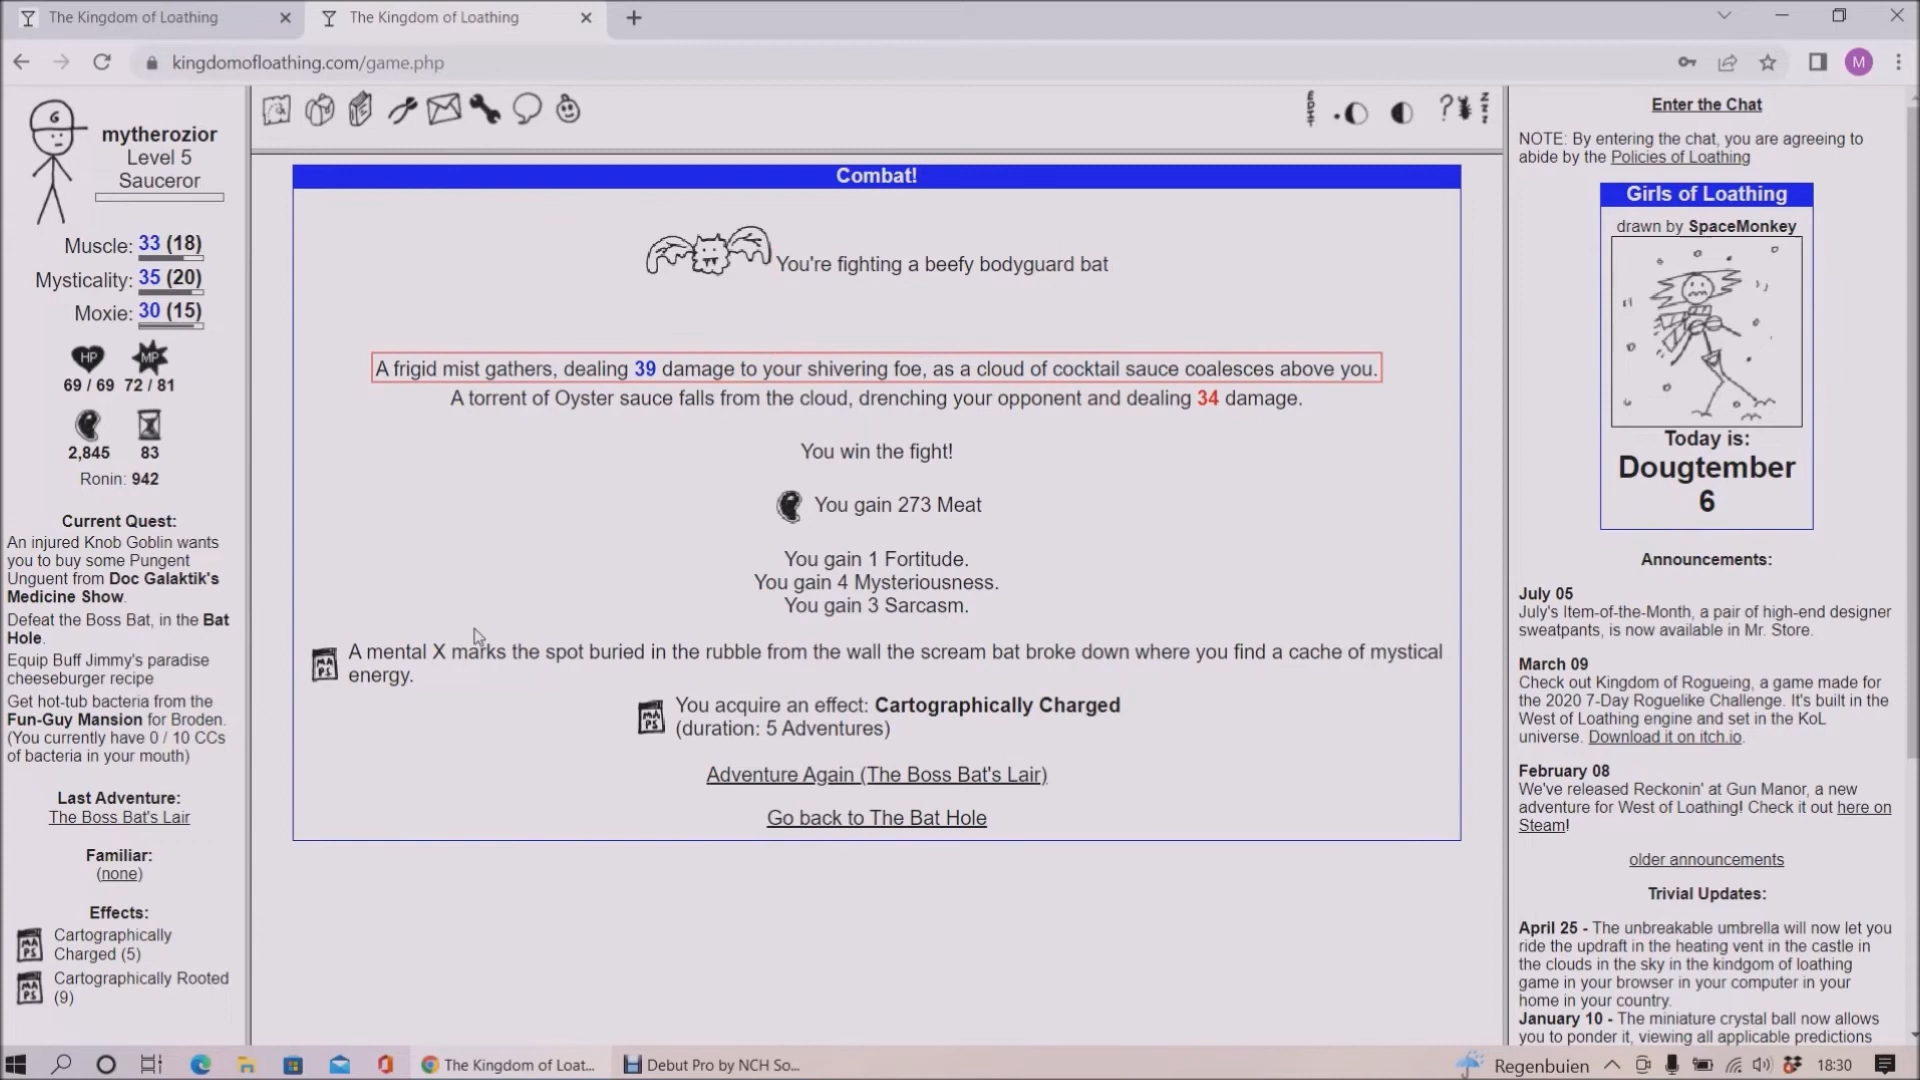 The Kingdom of Loathing
The Kingdom of Loathing
kingdomofloathing.com/game.php
M
mytherozior
Level 5
Sauceror
Muscle: 33 (18)
Mysticality: 35 (20)
Moxie: 30 (15)
HP MP
69 / 69 72 / 81
2,845 83
Ronin: 942
Current Quest:
An injured Knob Goblin wants
you to buy some Pungent
Unguent from Doc Galaktik's
Medicine Show.
Defeat the Boss Bat, in the Bat
Hole.
Equip Buff Jimmy's paradise
cheeseburger recipe
Get hot-tub bacteria from the
Fun-Guy Mansion for Broden.
(You currently have 0 / 10 CCs
of bacteria in your mouth)
Last Adventure:
The Boss Bat's Lair
Familiar:
(none)
Effects:
MAPS
Cartographically
Charged (5)
MAPS
Cartographically Rooted
(9)
Combat!
You're fighting a beefy bodyguard bat
A frigid mist gathers, dealing 39 damage to your shivering foe, as a cloud of cocktail sauce coalesces above you.
A torrent of Oyster sauce falls from the cloud, drenching your opponent and dealing 34 damage.
You win the fight!
You gain 273 Meat
You gain 1 Fortitude.
You gain 4 Mysteriousness.
You gain 3 Sarcasm.
MAPS
A mental X marks the spot buried in the rubble from the wall the scream bat broke down where you find a cache of mystical
energy.
MAPS
You acquire an effect: Cartographically Charged
(duration: 5 Adventures)
Adventure Again (The Boss Bat's Lair)
Go back to The Bat Hole
Enter the Chat
NOTE: By entering the chat, you are agreeing to
abide by the Policies of Loathing
Girls of Loathing
drawn by SpaceMonkey
Today is:
Dougtember
6
Announcements:
July 05
July's Item-of-the-Month, a pair of high-end designer
sweatpants, is now available in Mr. Store.
March 09
Check out Kingdom of Rogueing, a game made for
the 2020 7-Day Roguelike Challenge. It's built in the
West of Loathing engine and set in the KoL
universe. Download it on itch.io.
February 08
We've released Reckonin' at Gun Manor, a new
adventure for West of Loathing! Check it out here on
Steam!
older announcements
Trivial Updates:
April 25 - The unbreakable umbrella will now let you
ride the updraft in the heating vent in the castle in
the clouds in the sky in the kindgom of loathing
game in your browser in your computer in your
home in your country.
January 10 - The miniature crystal ball now allows
you to ponder it, viewing all applicable predictions
The Kingdom of Loat...
Debut Pro by NCH So...
Regenbuien
18:30